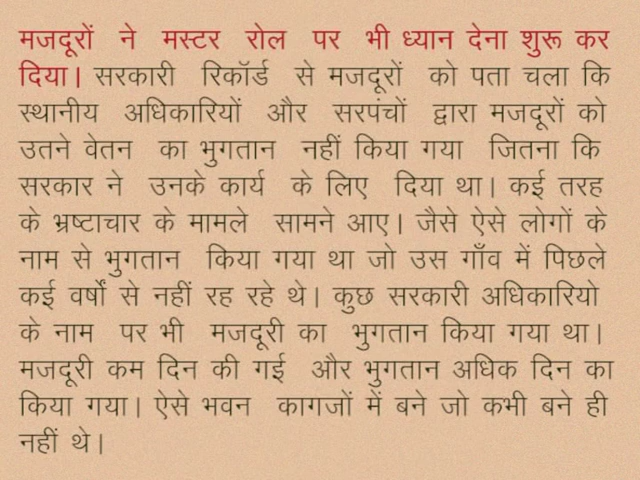 मजदूरों ने मस्टर रोल पर भी ध्यान देना शुरू कर
दिया। सरकारी रिकॉर्ड से मजदूरों को पता चला कि
स्थानीय अधिकारियों और सरपंचों द्वारा मजदूरों को
उतने वेतन का भुगतान नहीं किया गया जितना कि
सरकार ने उनके कार्य के लिए दिया था। कई तरह
के भ्रष्टाचार के मामले सामने आए। जैसे ऐसे लोगों के
नाम से भुगतान किया गया था जो उस गाँव में पिछले
कई वर्षों से नहीं रह रहे थे। कुछ सरकारी अधिकारियो
के नाम पर भी मजदूरी का भुगतान किया गया था।
मजदूरी कम दिन की गई और भुगतान अधिक दिन का
किया गया। ऐसे भवन कागजों में बने जो कभी बने ही
नहीं थे।